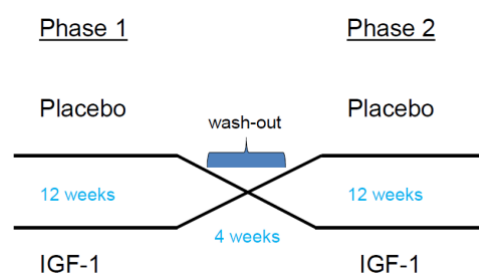 Phase 1
Phase 2
Placebo
Placebo
wash-out
12 weeks
12 weeks
4 weeks
IGF-1
IGF-1